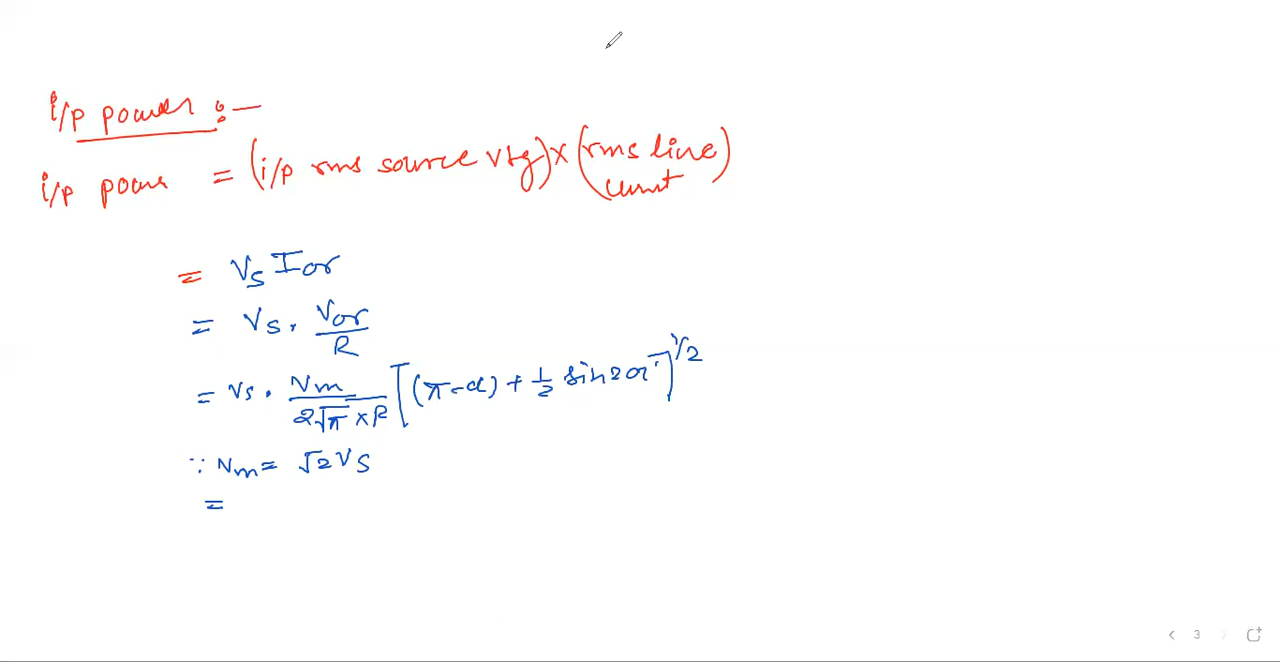 i/p power :-
i/p powe = (i/p rms source vtg) × (rms line current)
= Vs Ior
= Vs . Vor/R
= Vs . Vm/(2√π × R) [(π-α) + 1/2 sin2α]^1/2
∵ Vm = √2 Vs
=
3